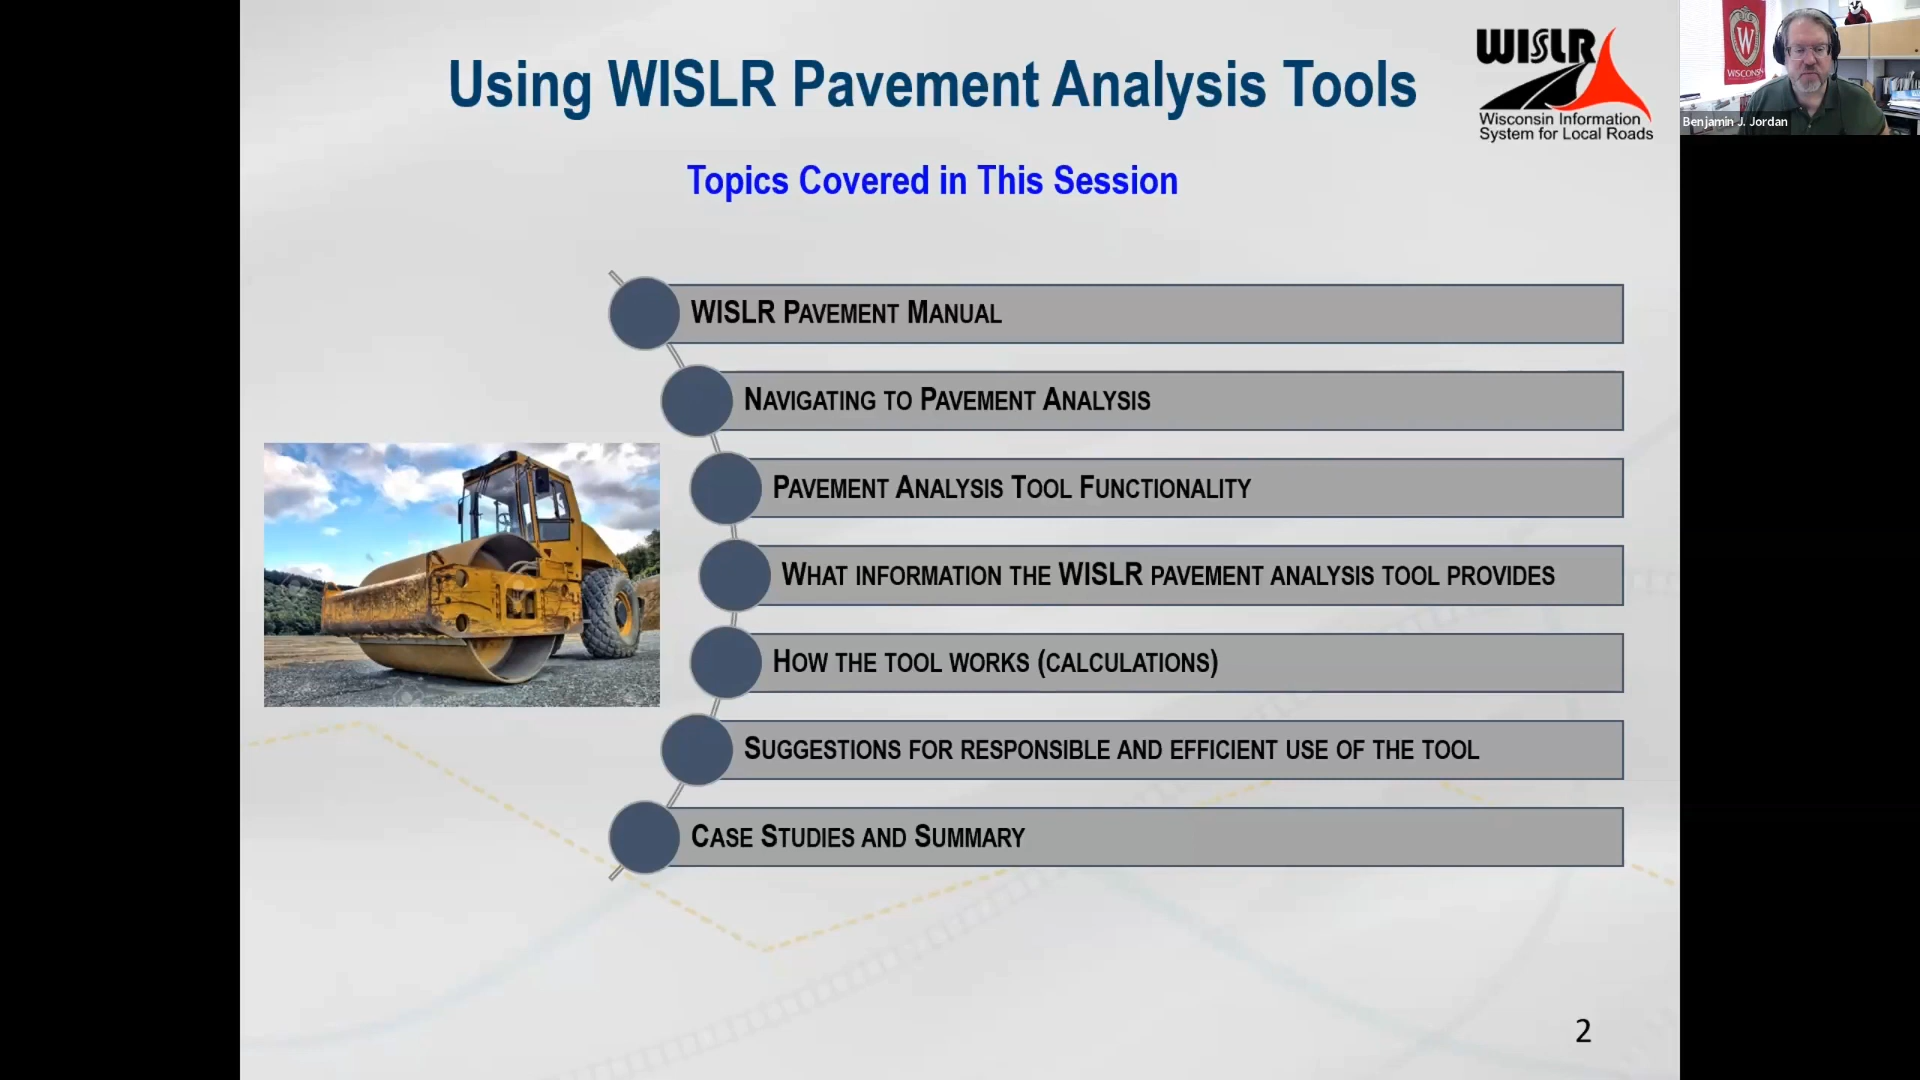 Using WISLR Pavement Analysis Tools
WISLR
Wisconsin Information
System for Local Roads
W
WISCONSIN
Benjamin J. Jordan
Topics Covered in This Session
WISLR PAVEMENT MANUAL
NAVIGATING TO PAVEMENT ANALYSIS
PAVEMENT ANALYSIS TOOL FUNCTIONALITY
WHAT INFORMATION THE WISLR PAVEMENT ANALYSIS TOOL PROVIDES
HOW THE TOOL WORKS (CALCULATIONS)
SUGGESTIONS FOR RESPONSIBLE AND EFFICIENT USE OF THE TOOL
CASE STUDIES AND SUMMARY
2